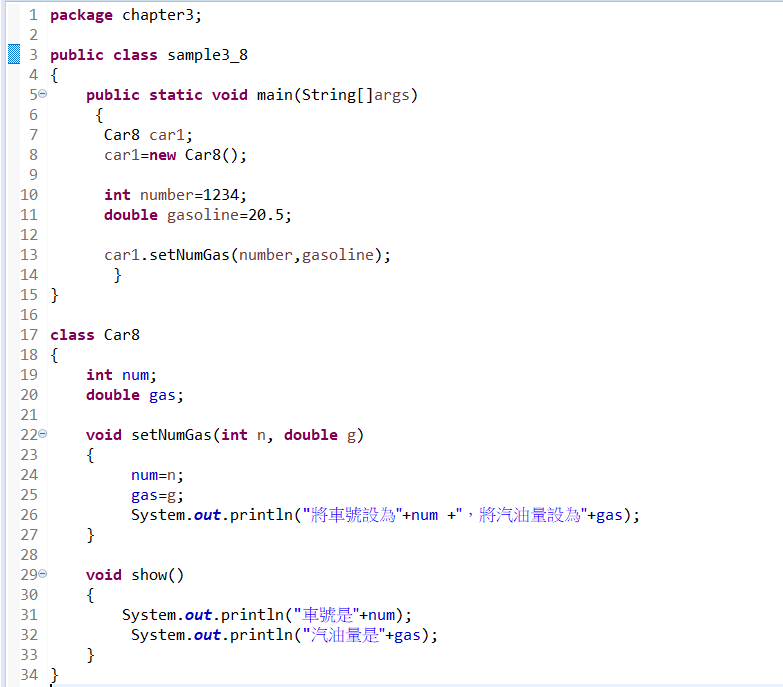 1 package chapter3;
2
3 public class sample3_8
4 {
5 public static void main(String[]args)
6 {
7 Car8 car1;
8 car1=new Car8();
9
10 int number=1234;
11 double gasoline=20.5;
12
13 car1.setNumGas(number,gasoline);
14 }
15 }
16
17 class Car8
18 {
19 int num;
20 double gas;
21
22 void setNumGas(int n, double g)
23 {
24 num=n;
25 gas=g;
26 System.out.println("將車號設為"+num +"，將汽油量設為"+gas);
27 }
28
29 void show()
30 {
31 System.out.println("車號是"+num);
32 System.out.println("汽油量是"+gas);
33 }
34 }